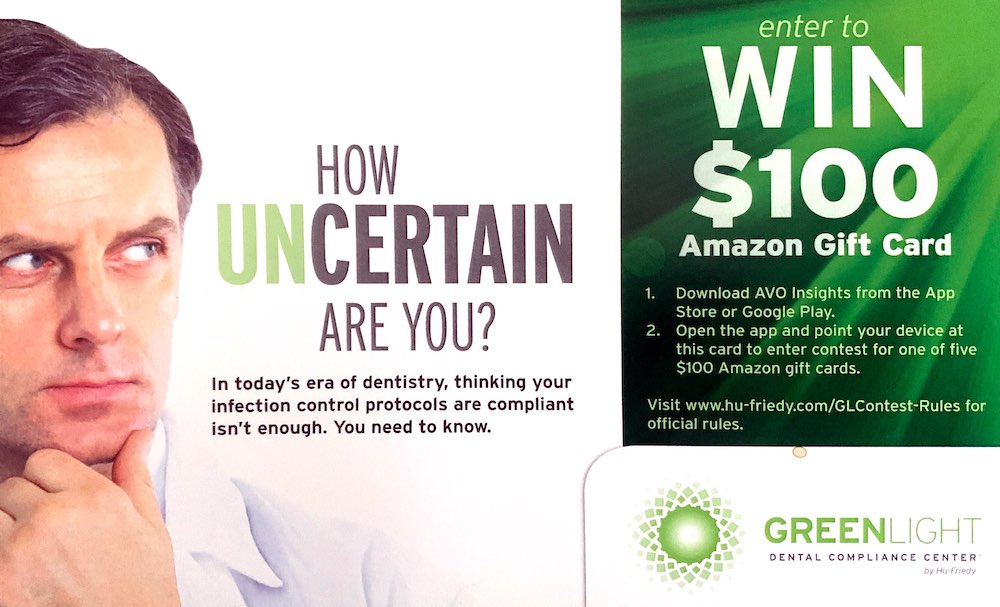 HOW
UNCERTAIN
ARE YOU?
In today's era of dentistry, thinking your
infection control protocols are compliant
isn't enough. You need to know.
enter to
WIN
$100
Amazon Gift Card
1. Download AVO Insights from the App
Store or Google Play.
2. Open the app and point your device at
this card to enter contest for one of five
$100 Amazon gift cards.
Visit www.hu-friedy.com/GLContest-Rules for
official rules.
GREENLIGHT
DENTAL COMPLIANCE CENTER™
by Hu-Friedy